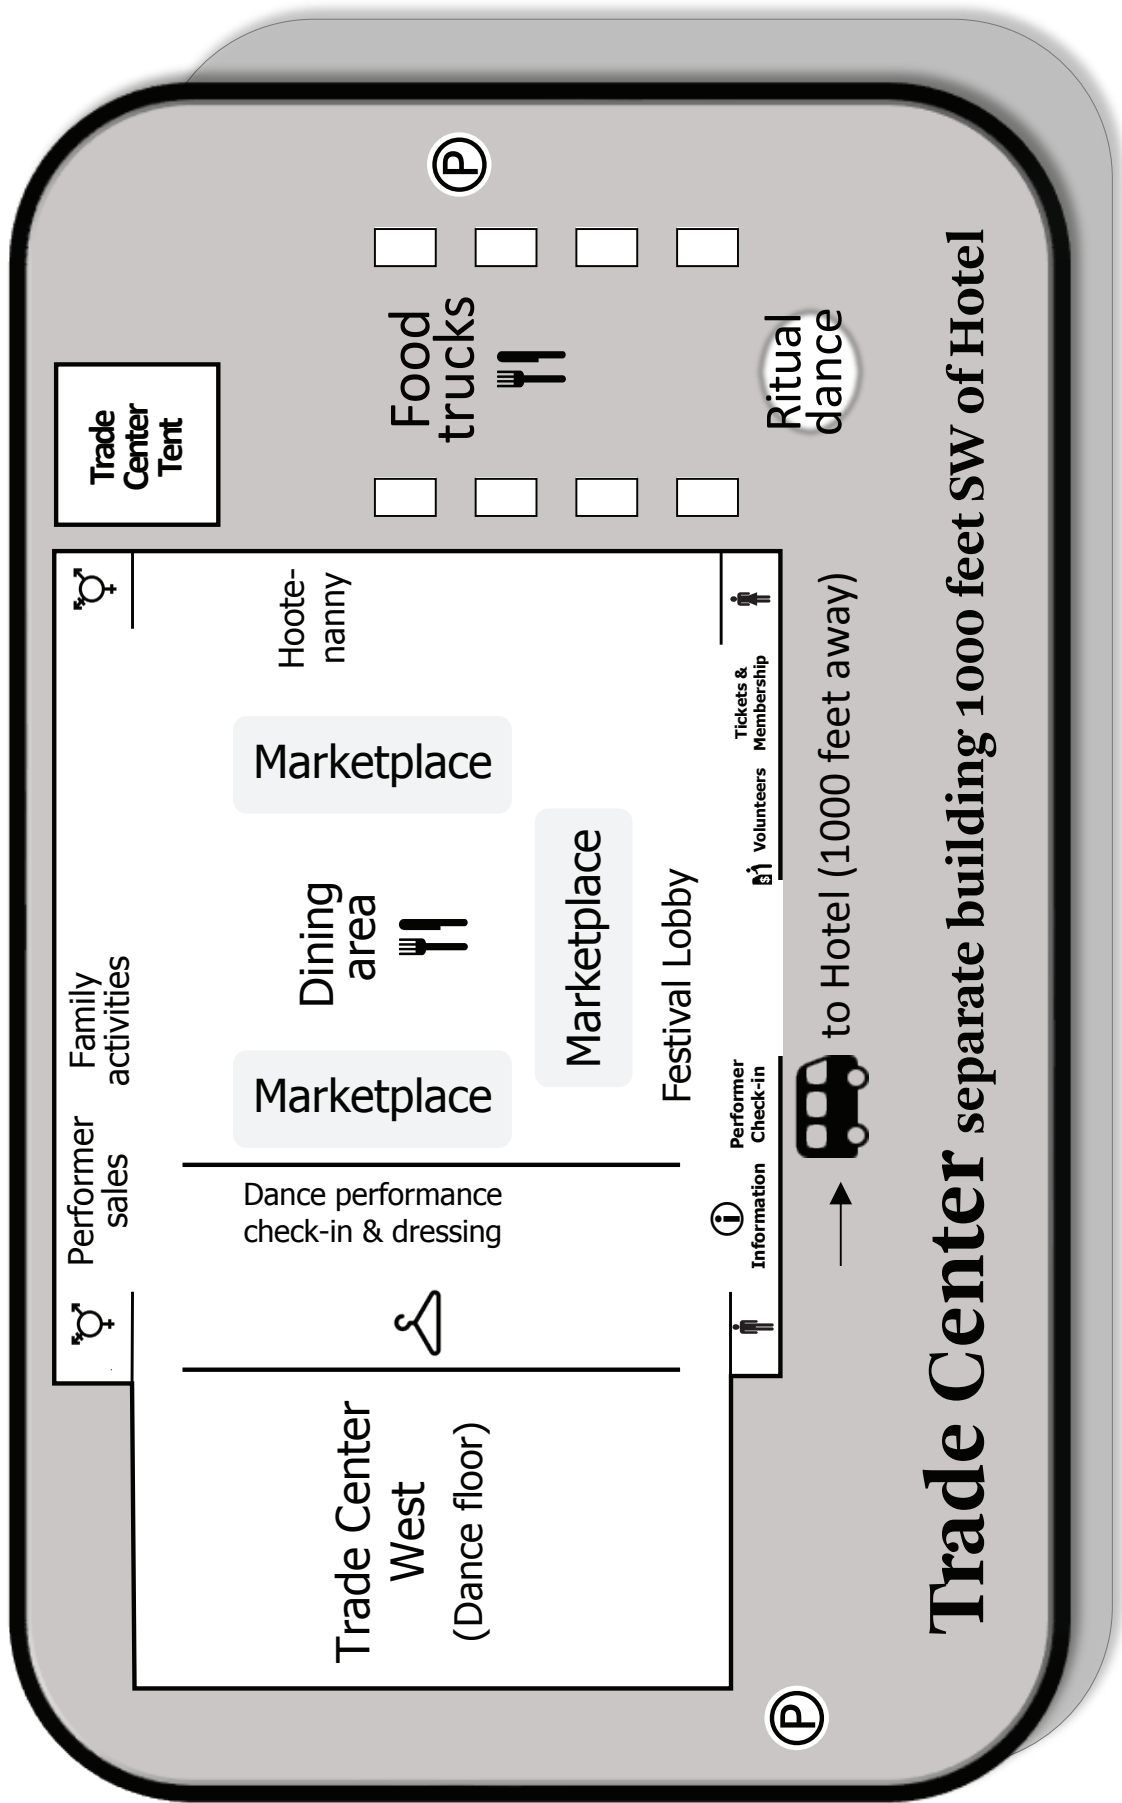 Trade
Center
Tent
P
Food
trucks
Ritual
dance
Hoote-
nanny
Marketplace
Dining
area
Marketplace
Marketplace
Family
activities
Performer
sales
Festival Lobby
Tickets &
Membership
Volunteers
$
Performer
Check-in
i
Information
Dance performance
check-in & dressing
Trade Center
West
(Dance floor)
to Hotel (1000 feet away)
P
Trade Center separate building 1000 feet SW of Hotel